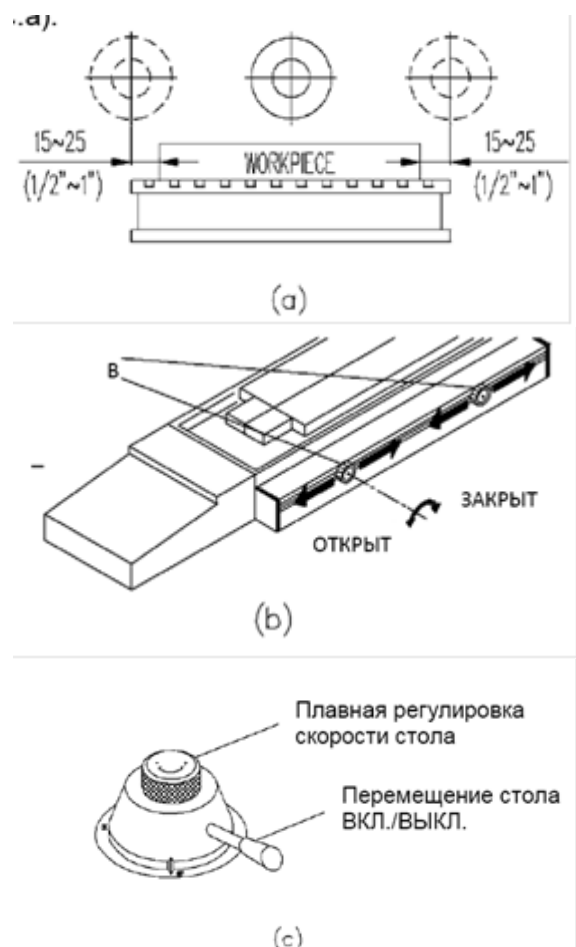 .a).
15~25
15~25
(1/2"~1")
WORKPIECE
(1/2"~1")
(a)
B
ЗАКРЫТ
ОТКРЫТ
(b)
Плавная регулировка
скорости стола
Перемещение стола
ВКЛ./ВЫКЛ.
(c)